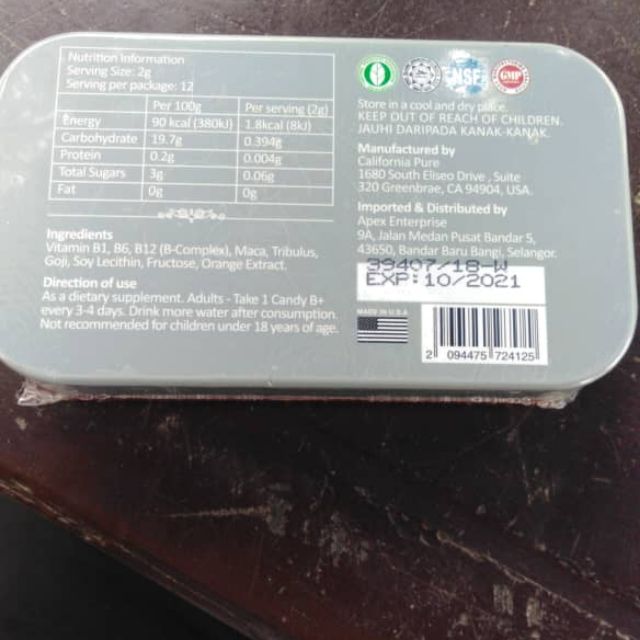 Nutrition Information
Serving Size: 2g
Serving per package: 12
Per 100g Per serving (2g)
Energy 90 kcal (380kJ) 1.8kcal (8kJ)
Carbohydrate 19.7g 0.394g
Protein 0.2g 0.004g
Total Sugars 3g 0.06g
Fat 0g 0g
Ingredients
Vitamin B1, B6, B12 (B-Complex), Maca, Tribulus,
Goji, Soy Lecithin, Fructose, Orange Extract.
Direction of use
As a dietary supplement. Adults - Take 1 Candy B+
every 3-4 days. Drink more water after consumption.
Not recommended for children under 18 years of age.
NSF
GMP
Store in a cool and dry place.
KEEP OUT OF REACH OF CHILDREN.
JAUHI DARIPADA KANAK-KANAK.
Manufactured by
California Pure
1680 South Eliseo Drive, Suite
320 Greenbrae, CA 94904, USA.
Imported & Distributed by
Apex Enterprise
9A, Jalan Medan Pusat Bandar 5,
43650, Bandar Baru Bangi, Selangor.
39407/18-W
EXP:10/2021
MADE IN U.S.A
2 094475 724125